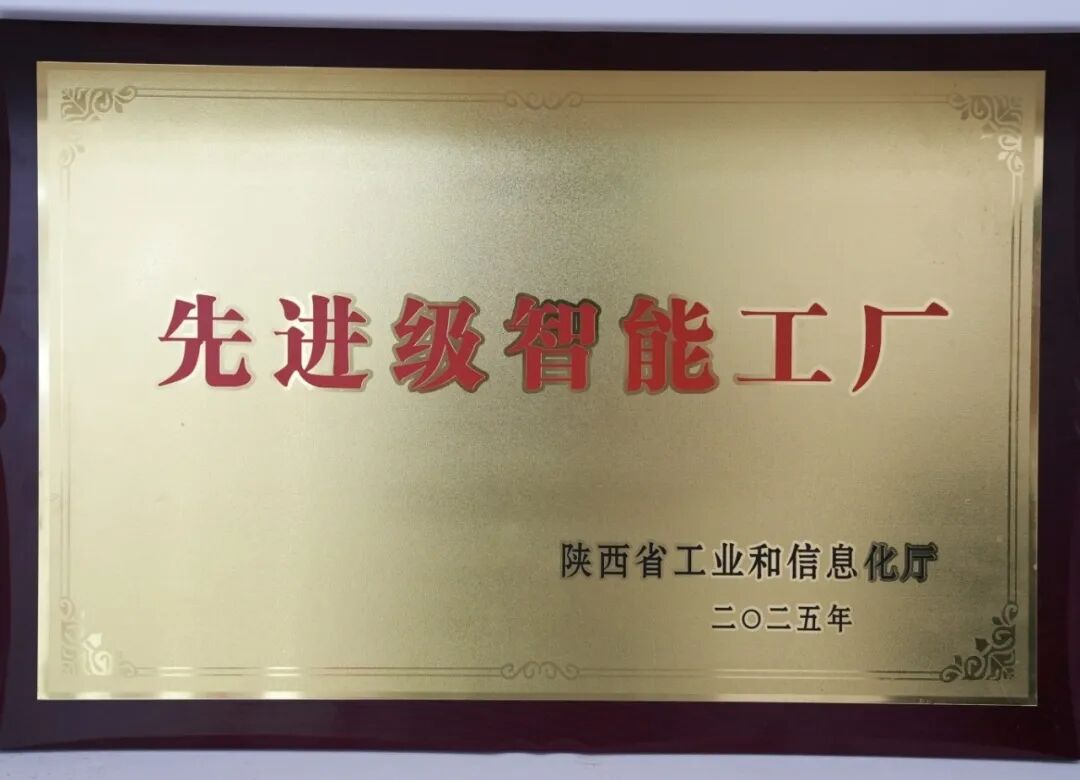 先进级智能工厂
陕西省工业和信息化厅
二〇二五年